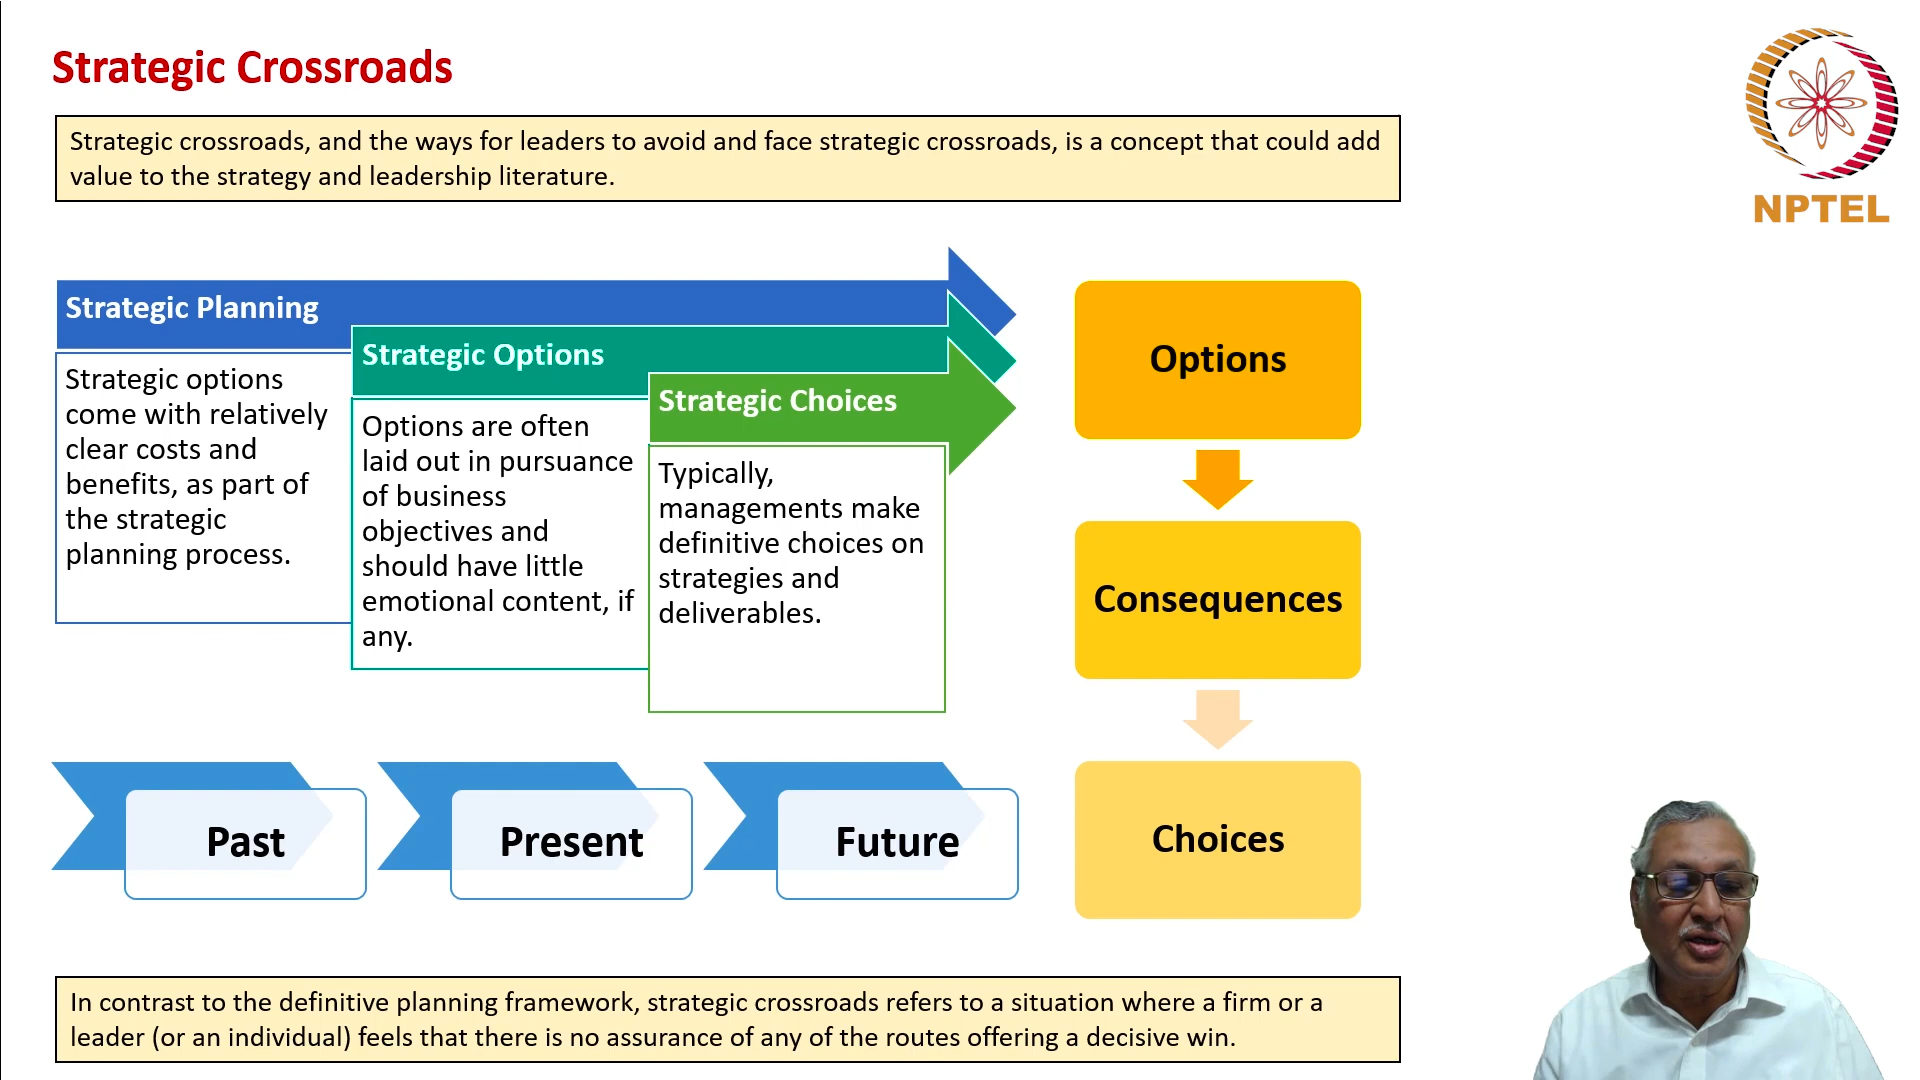 Strategic Crossroads
Strategic crossroads, and the ways for leaders to avoid and face strategic crossroads, is a concept that could add
value to the strategy and leadership literature.
NPTEL
Strategic Planning
Strategic options
come with relatively
clear costs and
benefits, as part of
the strategic
planning process.
Strategic Options
Options are often
laid out in pursuance
of business
objectives and
should have little
emotional content, if
any.
Strategic Choices
Typically,
managements make
definitive choices on
strategies and
deliverables.
Options
Consequences
Choices
Past
Present
Future
In contrast to the definitive planning framework, strategic crossroads refers to a situation where a firm or a
leader (or an individual) feels that there is no assurance of any of the routes offering a decisive win.